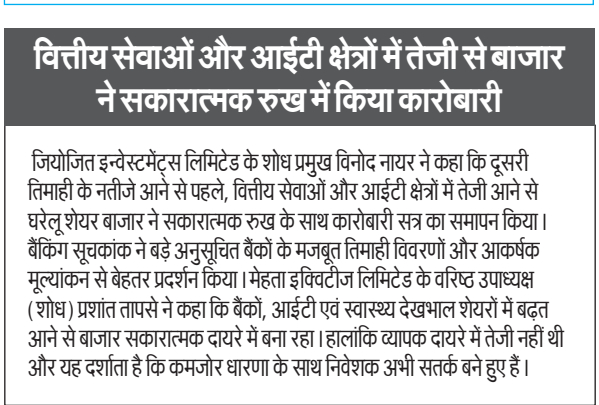 वित्तीय सेवाओं और आईटी क्षेत्रों में तेजी से बाजार
ने सकारात्मक रुख में किया कारोबारी
जियोजित इन्वेस्टमेंट्स लिमिटेड के शोध प्रमुख विनोद नायर ने कहा कि दूसरी
तिमाही के नतीजे आने से पहले, वित्तीय सेवाओं और आईटी क्षेत्रों में तेजी आने से
घरेलू शेयर बाजार ने सकारात्मक रुख के साथ कारोबारी सत्र का समापन किया।
बैंकिंग सूचकांक ने बड़े अनुसूचित बैंकों के मजबूत तिमाही विवरणों और आकर्षक
मूल्यांकन से बेहतर प्रदर्शन किया। मेहता इक्विटीज लिमिटेड के वरिष्ठ उपाध्यक्ष
(शोध) प्रशांत तापसे ने कहा कि बैंकों, आईटी एवं स्वास्थ्य देखभाल शेयरों में बढ़त
आने से बाजार सकारात्मक दायरे में बना रहा। हालांकि व्यापक दायरे में तेजी नहीं थी
और यह दर्शाता है कि कमजोर धारणा के साथ निवेशक अभी सतर्क बने हुए हैं।